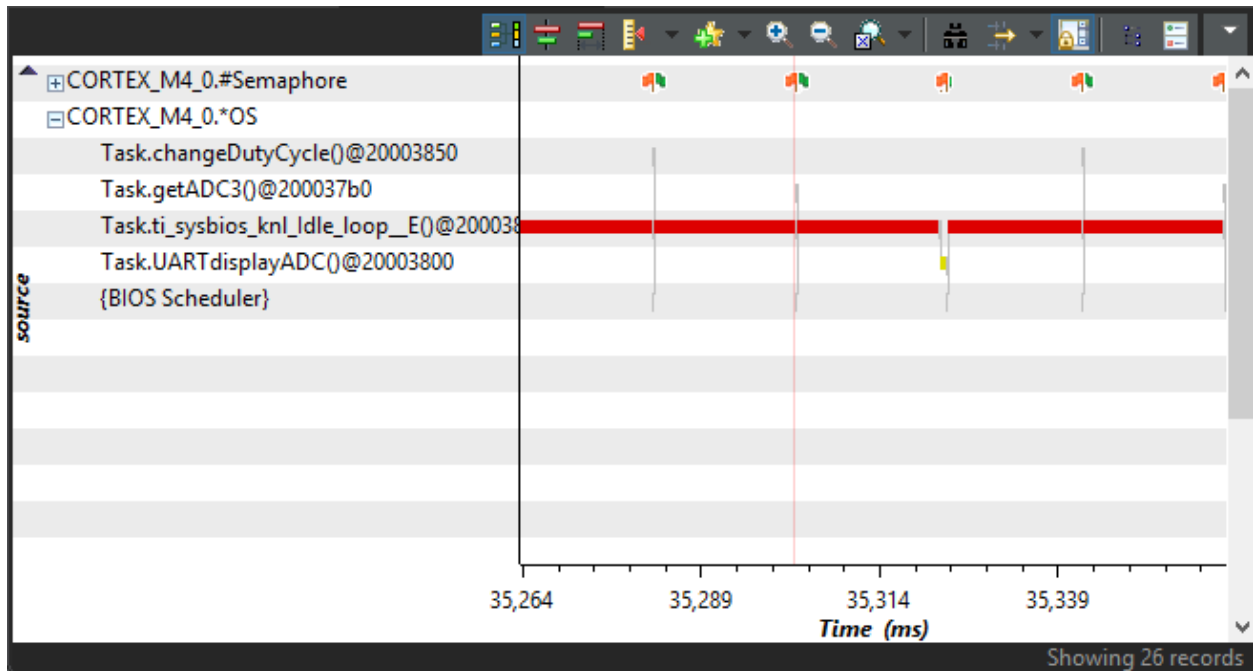 CORTEX_M4_0.#Semaphore
CORTEX_M4_0.*OS
Task.changeDutyCycle()@20003850
Task.getADC3()@200037b0
Task.ti_sysbios_knl_Idle_loop__E()@200038
Task.UARTdisplayADC()@20003800
{BIOS Scheduler}
source
35,264 35,289 35,314 35,339
Time (ms)
Showing 26 records